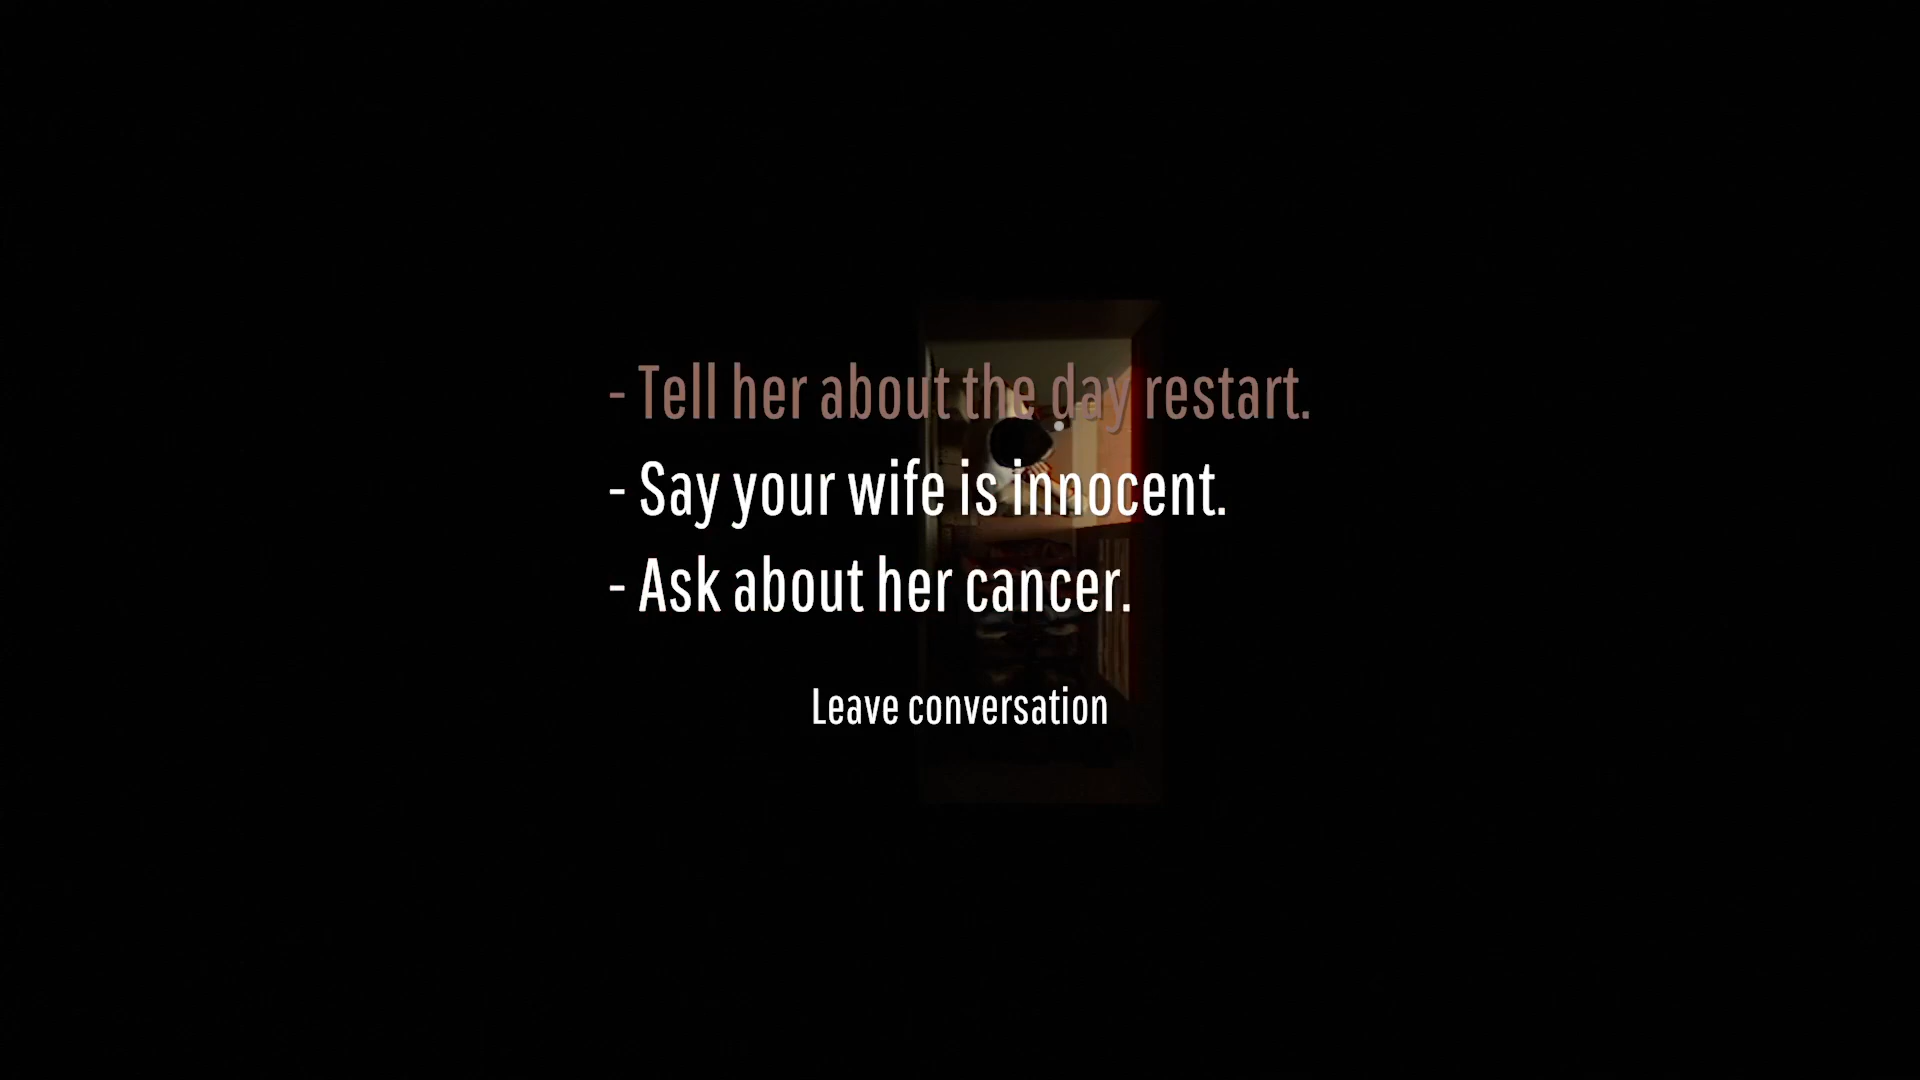 - Tell her about the day restart.
- Say your wife is innocent.
- Ask about her cancer.
Leave conversation